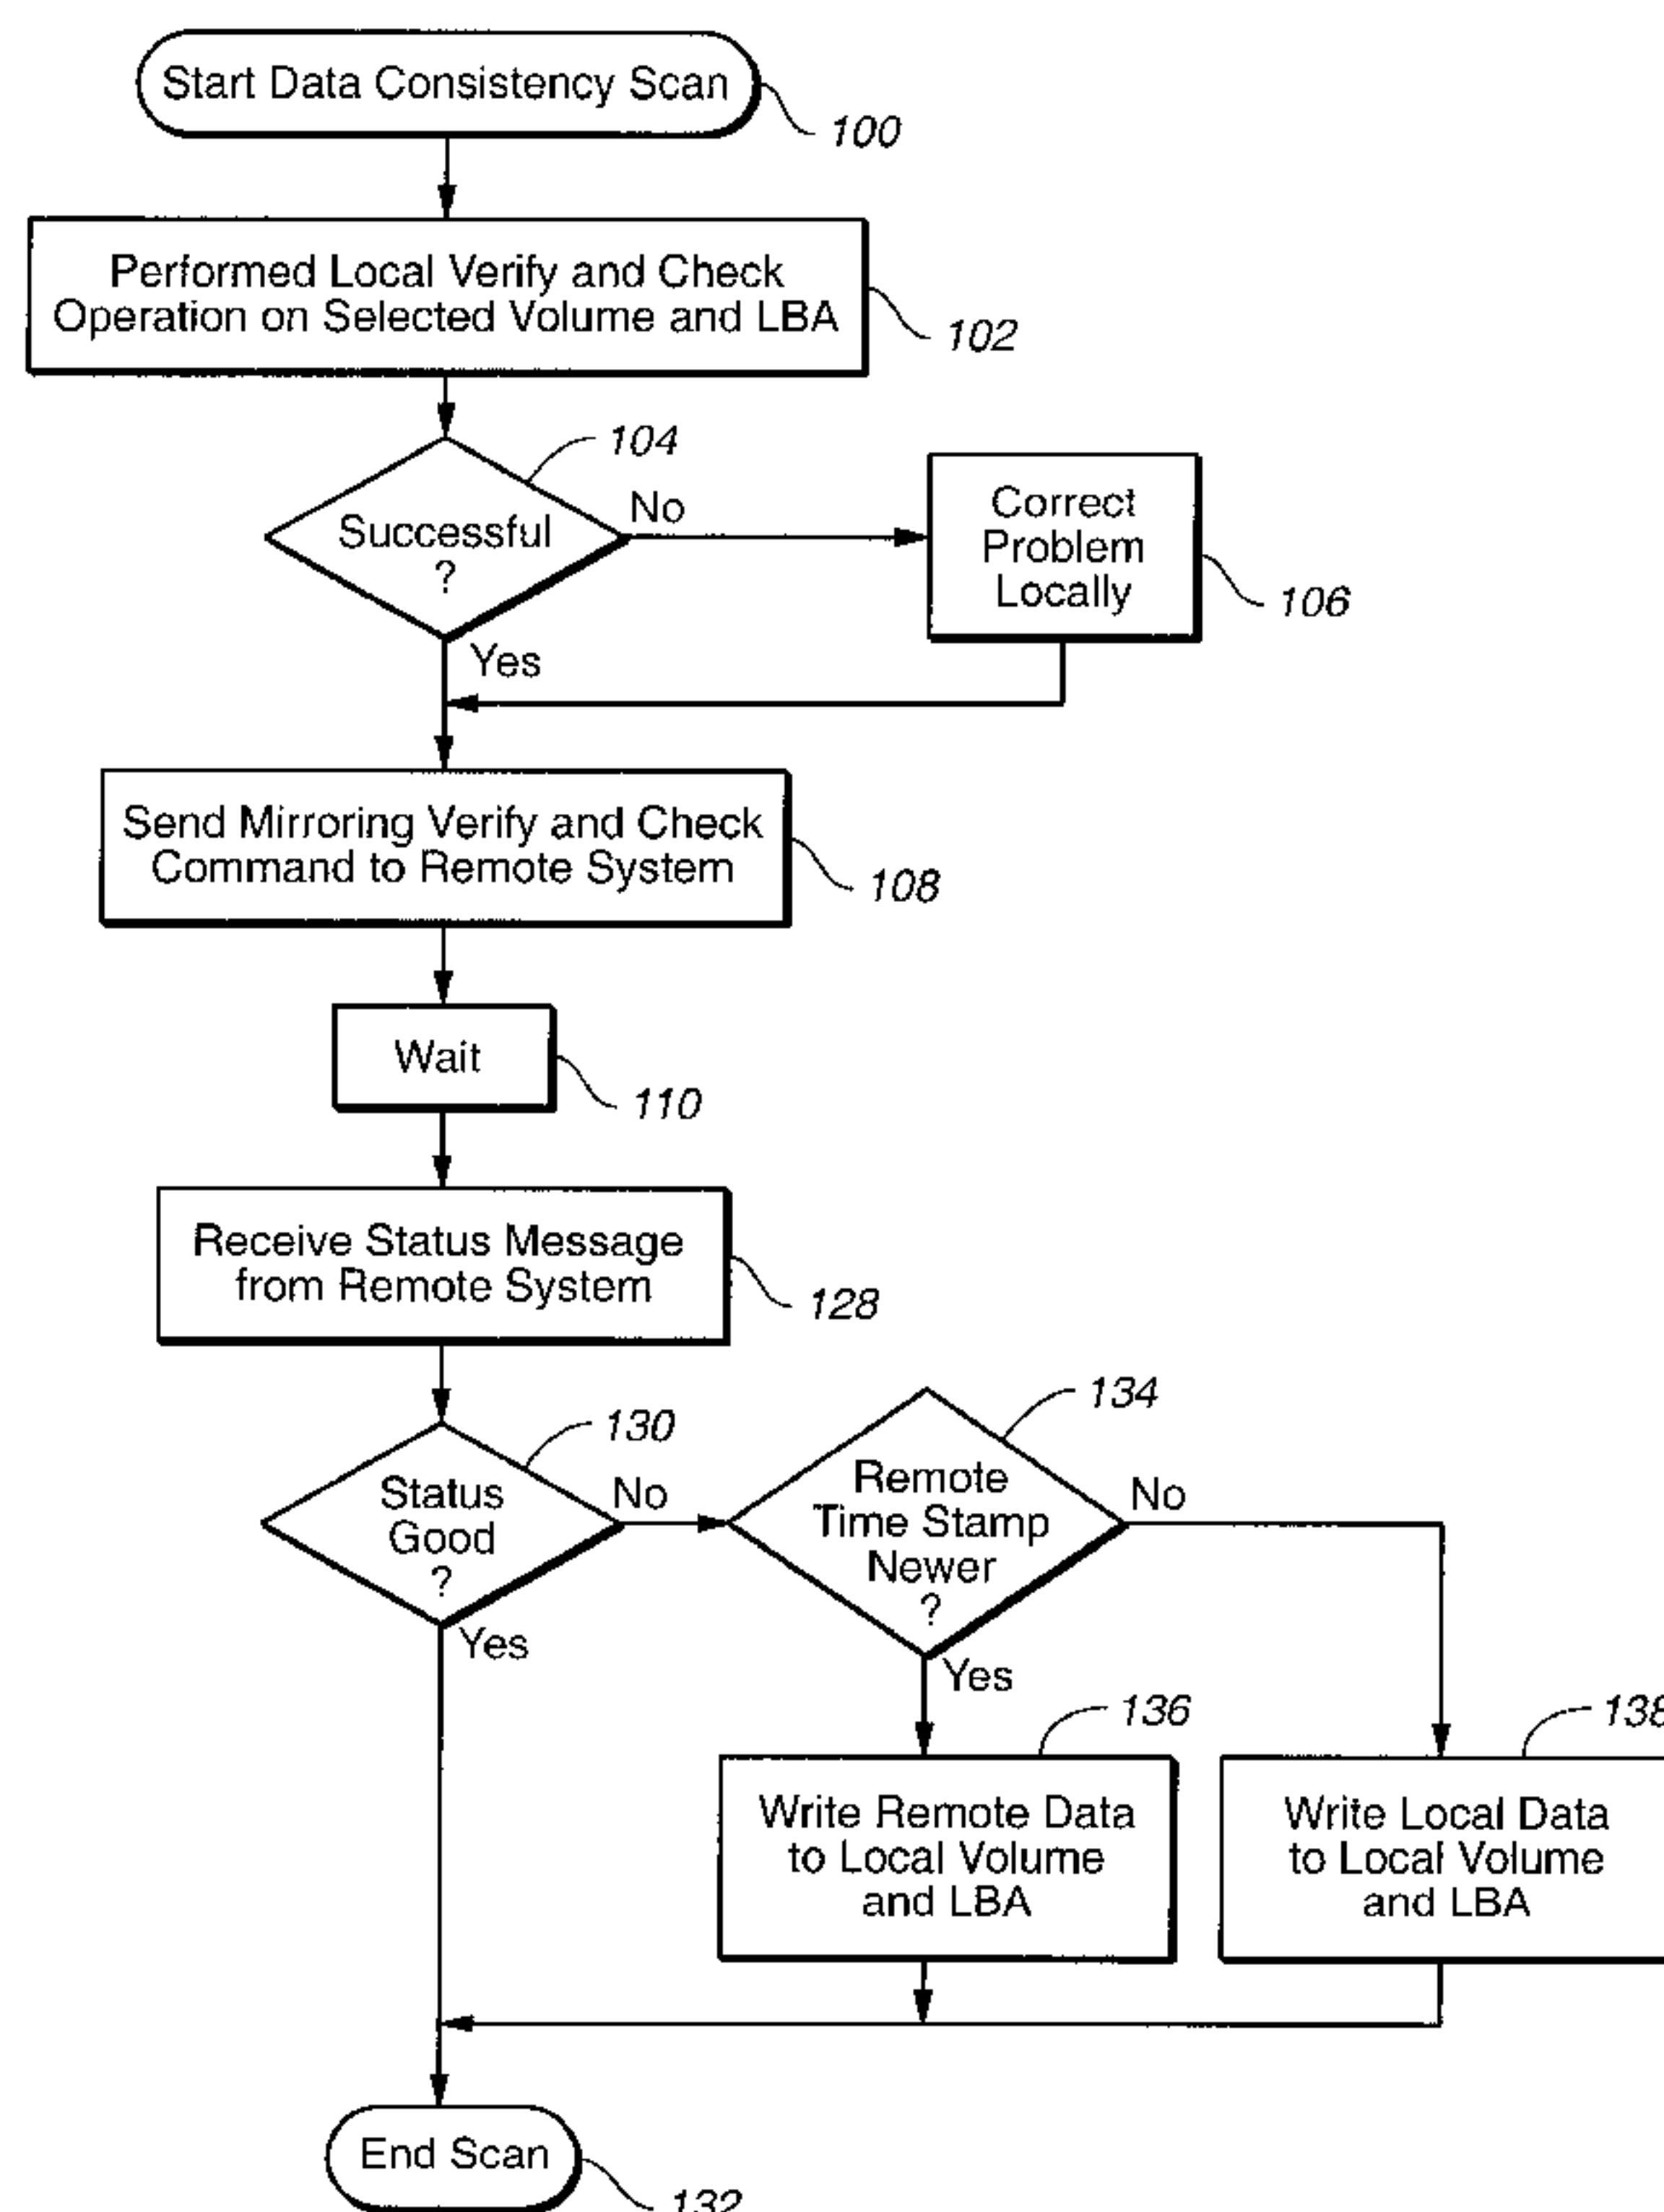 Start Data Consistency Scan
100
Performed Local Verify and Check
Operation on Selected Volume and LBA
102
104
Successful
?
No
Yes
Correct
Problem
Locally
106
Send Mirroring Verify and Check
Command to Remote System
108
Wait
110
Receive Status Message
from Remote System
128
130
Status
Good
?
No
Yes
134
Remote
Time Stamp
Newer
?
No
Yes
136
Write Remote Data
to Local Volume
and LBA
138
Write Local Data
to Local Volume
and LBA
End Scan
132